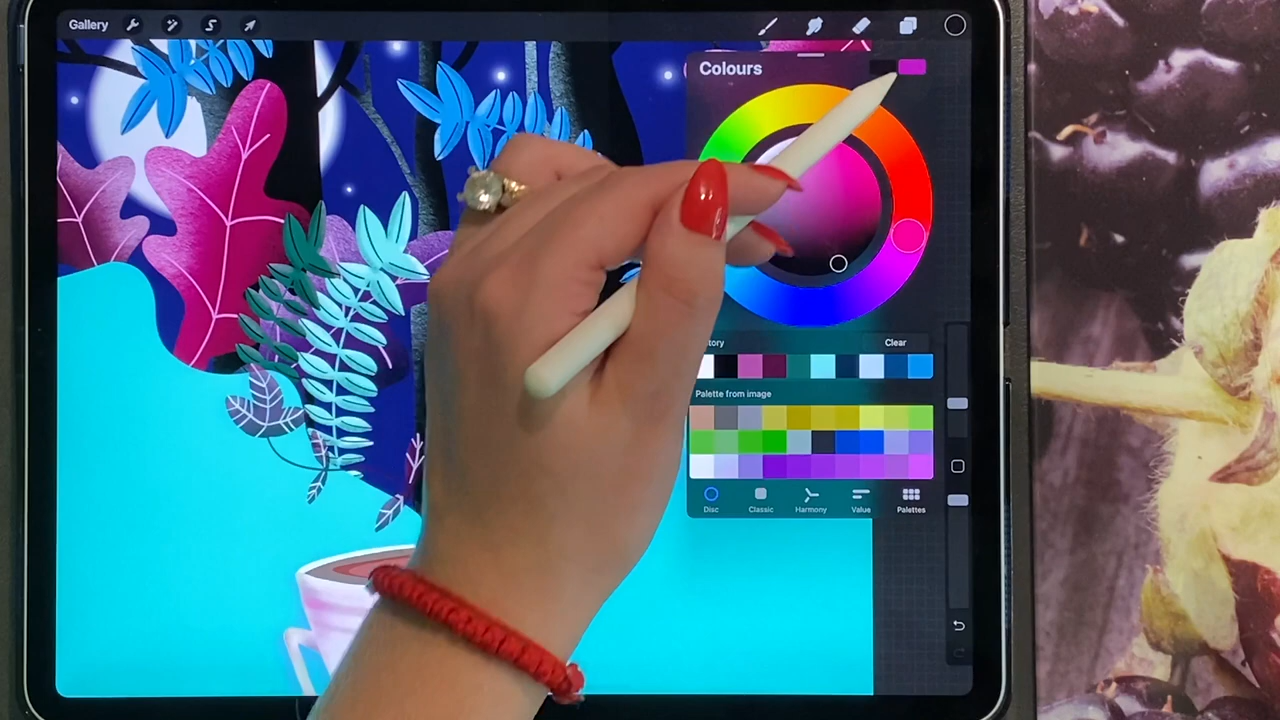 Gallery
Colours
Clear
Palette from image
Disc
Classic
Harmony
Value
Palettes